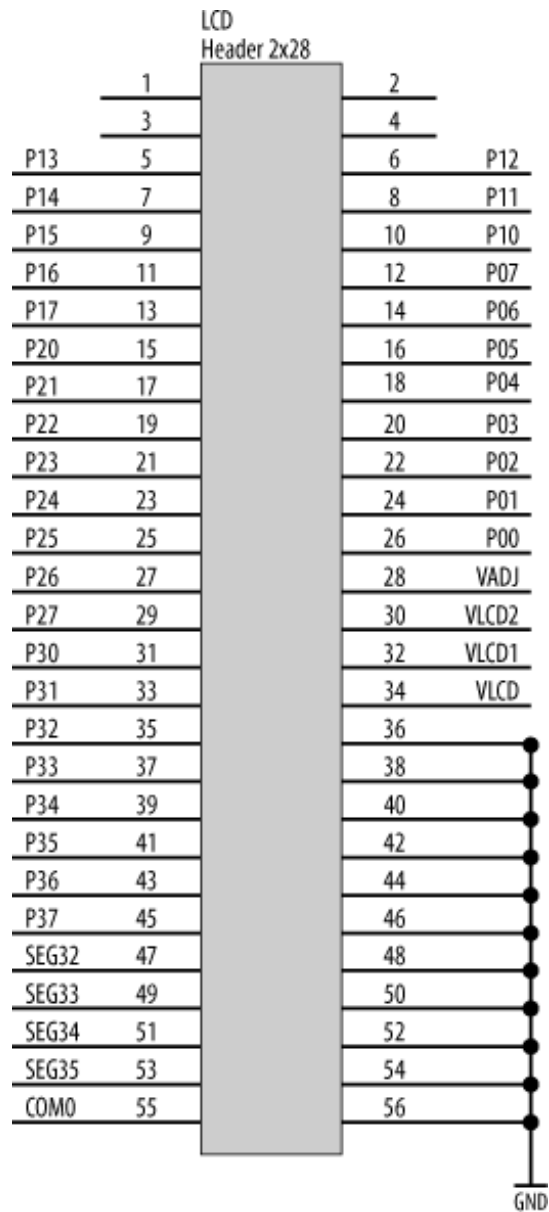 LCD
Header 2x28
1 2
3 4
P13 5 6 P12
P14 7 8 P11
P15 9 10 P10
P16 11 12 P07
P17 13 14 P06
P20 15 16 P05
P21 17 18 P04
P22 19 20 P03
P23 21 22 P02
P24 23 24 P01
P25 25 26 P00
P26 27 28 VADJ
P27 29 30 VLCD2
P30 31 32 VLCD1
P31 33 34 VLCD
P32 35 36
P33 37 38
P34 39 40
P35 41 42
P36 43 44
P37 45 46
SEG32 47 48
SEG33 49 50
SEG34 51 52
SEG35 53 54
COM0 55 56
GND